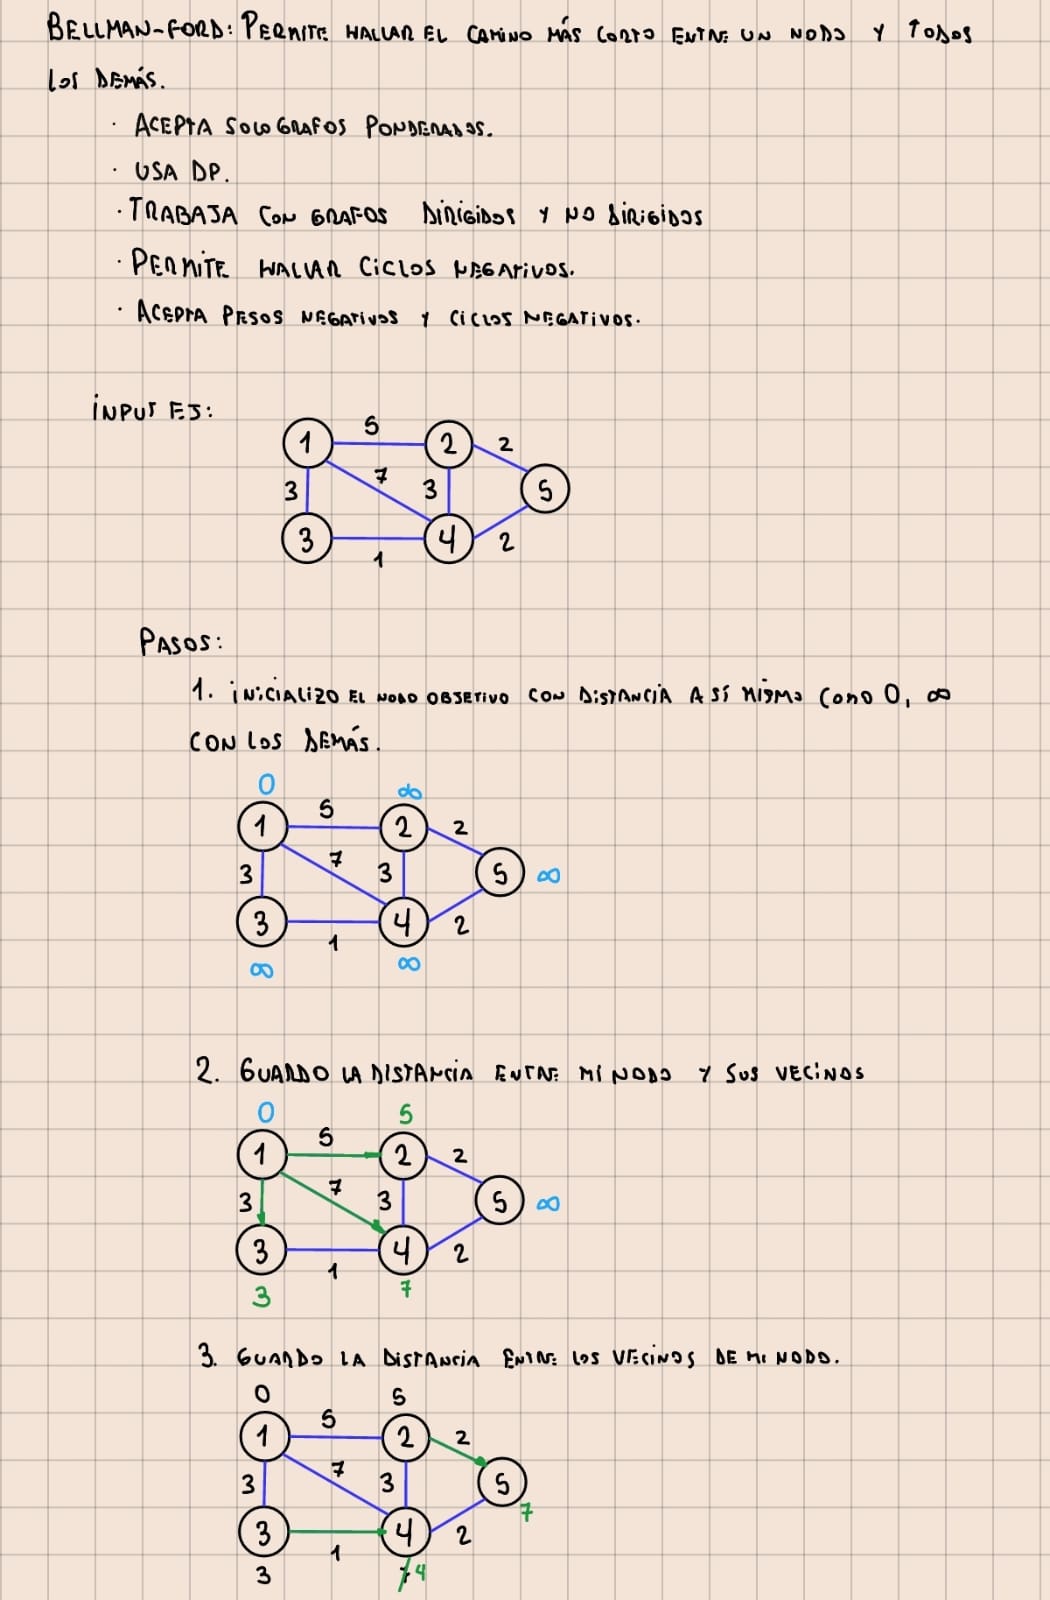 BELLMAN-FORD: PERMITE HALLAR EL CAMINO MÁS CORTO ENTRE UN NODO Y TODOS
LOS DEMÁS.
· ACEPTA SOLO GRAFOS PONDERADOS.
· USA DP.
· TRABAJA CON GRAFOS DIRIGIDOS Y NO DIRIGIDOS
· PERMITE HALLAR CICLOS NEGATIVOS.
· ACEPTA PESOS NEGATIVOS Y CICLOS NEGATIVOS.
INPUT EJ:
1 5 2 2
3 7 3 5
3 1 4 2
PASOS:
1. INICIALIZO EL NODO OBJETIVO CON DISTANCIA A SÍ MISMO COMO 0, ∞
CON LOS DEMÁS.
0 ∞
1 5 2 2
3 7 3 5 ∞
3 1 4 2
∞ ∞
2. GUARDO LA DISTANCIA ENTRE MI NODO Y SUS VECINOS
0 5
1 5 2 2
3 7 3 5 ∞
3 1 4 2
3 7
3. GUARDO LA DISTANCIA ENTRE LOS VECINOS DE MI NODO.
0 5
1 5 2 2
3 7 3 5 7
3 1 4 2
3 7 4